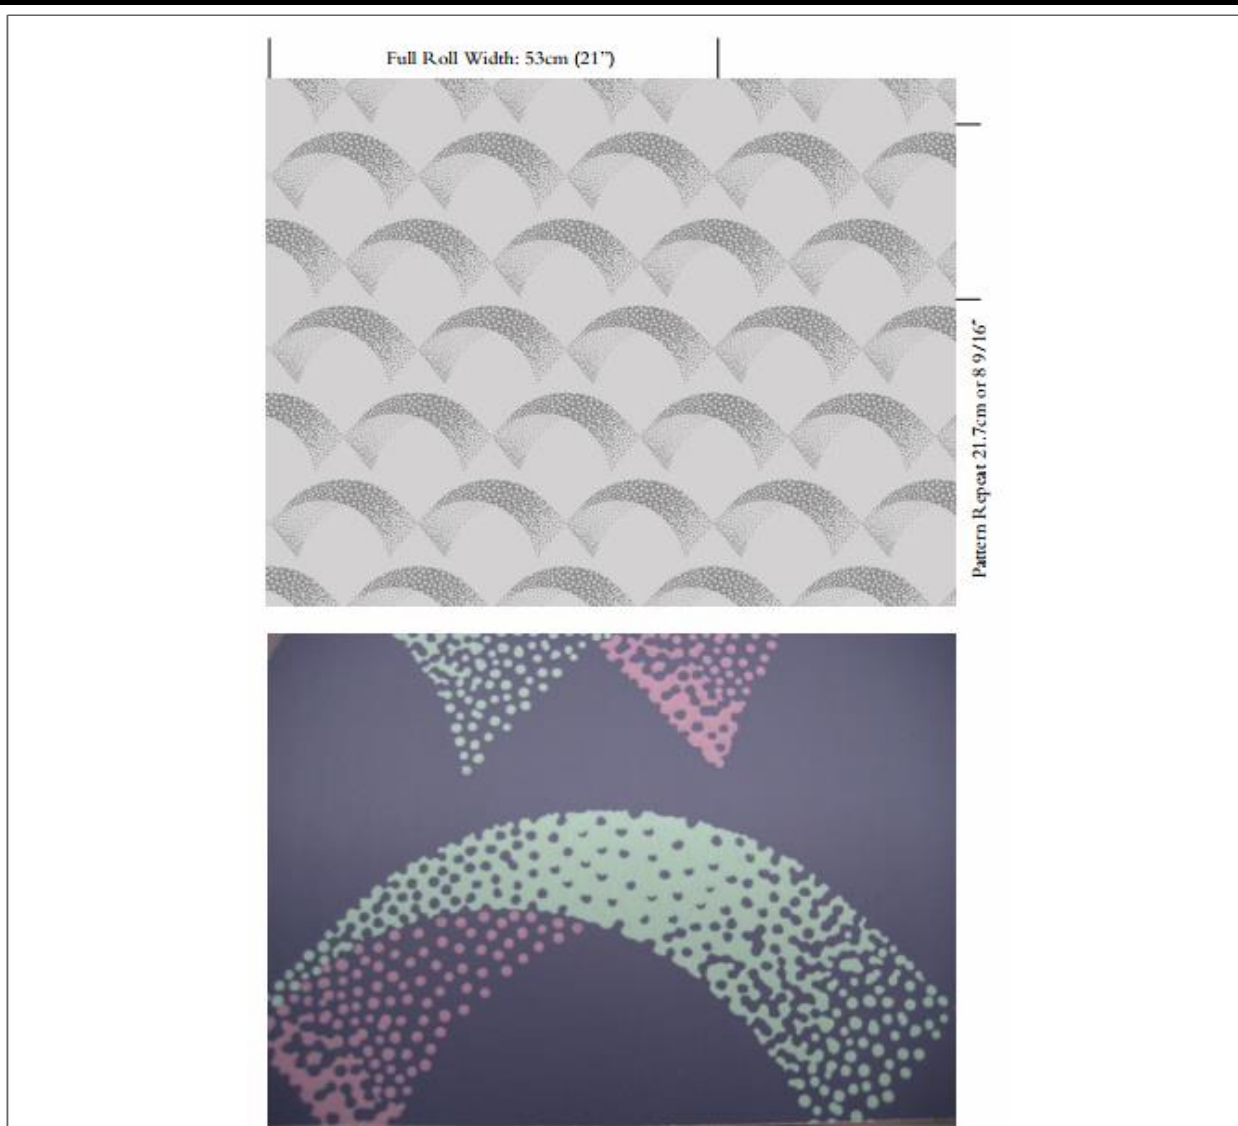 Full Roll Width: 53cm (21”)
Pattern Repeat 21.7cm or 8 9/16"